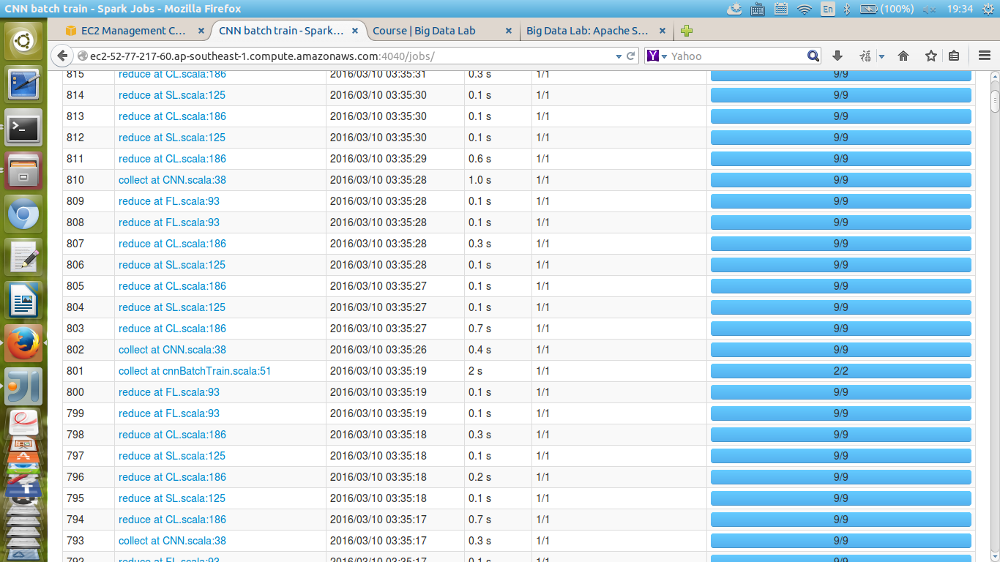 CNN batch train - Spark Jobs - Mozilla Firefox En (100%) 19:34
EC2 Management C... CNN batch train - Spark... Course | Big Data Lab Big Data Lab: Apache S...
ec2-52-77-217-60.ap-southeast-1.compute.amazonaws.com:4040/jobs/ Yahoo
815 reduce at CL.scala:186 2016/03/10 03:35:31 0.3 s 1/1 9/9
814 reduce at SL.scala:125 2016/03/10 03:35:30 0.1 s 1/1 9/9
813 reduce at CL.scala:186 2016/03/10 03:35:30 0.1 s 1/1 9/9
812 reduce at SL.scala:125 2016/03/10 03:35:30 0.1 s 1/1 9/9
811 reduce at CL.scala:186 2016/03/10 03:35:29 0.6 s 1/1 9/9
810 collect at CNN.scala:38 2016/03/10 03:35:28 1.0 s 1/1 9/9
809 reduce at FL.scala:93 2016/03/10 03:35:28 0.1 s 1/1 9/9
808 reduce at FL.scala:93 2016/03/10 03:35:28 0.1 s 1/1 9/9
807 reduce at CL.scala:186 2016/03/10 03:35:28 0.3 s 1/1 9/9
806 reduce at SL.scala:125 2016/03/10 03:35:28 0.1 s 1/1 9/9
805 reduce at CL.scala:186 2016/03/10 03:35:27 0.1 s 1/1 9/9
804 reduce at SL.scala:125 2016/03/10 03:35:27 0.1 s 1/1 9/9
803 reduce at CL.scala:186 2016/03/10 03:35:27 0.7 s 1/1 9/9
802 collect at CNN.scala:38 2016/03/10 03:35:26 0.4 s 1/1 9/9
801 collect at cnnBatchTrain.scala:51 2016/03/10 03:35:19 2 s 1/1 2/2
800 reduce at FL.scala:93 2016/03/10 03:35:19 0.1 s 1/1 9/9
799 reduce at FL.scala:93 2016/03/10 03:35:19 0.1 s 1/1 9/9
798 reduce at CL.scala:186 2016/03/10 03:35:18 0.3 s 1/1 9/9
797 reduce at SL.scala:125 2016/03/10 03:35:18 0.1 s 1/1 9/9
796 reduce at CL.scala:186 2016/03/10 03:35:18 0.2 s 1/1 9/9
795 reduce at SL.scala:125 2016/03/10 03:35:18 0.1 s 1/1 9/9
794 reduce at CL.scala:186 2016/03/10 03:35:17 0.7 s 1/1 9/9
793 collect at CNN.scala:38 2016/03/10 03:35:17 0.3 s 1/1 9/9
792 reduce at FL.scala:93 2016/03/10 03:35:17 0.1 s 1/1 9/9